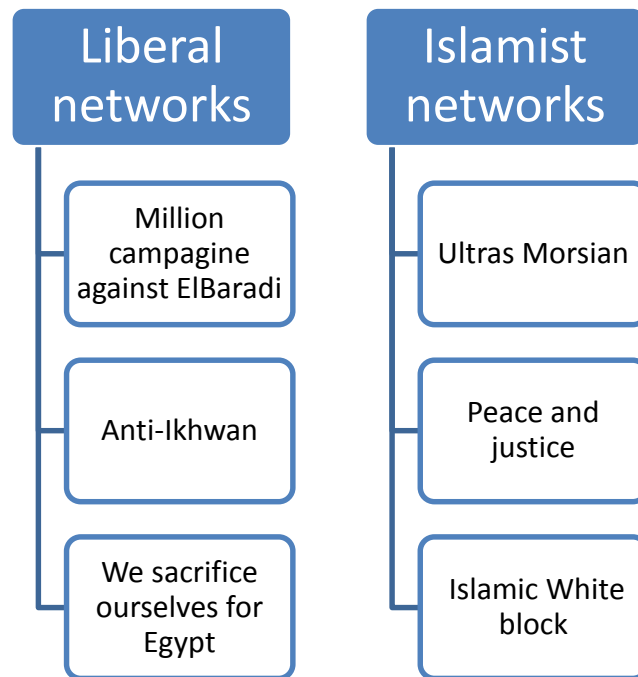 Liberal
networks
Million
campagine
against ElBaradi
Anti-Ikhwan
We sacrifice
ourselves for
Egypt
Islamist
networks
Ultras Morsian
Peace and
justice
Islamic White
block